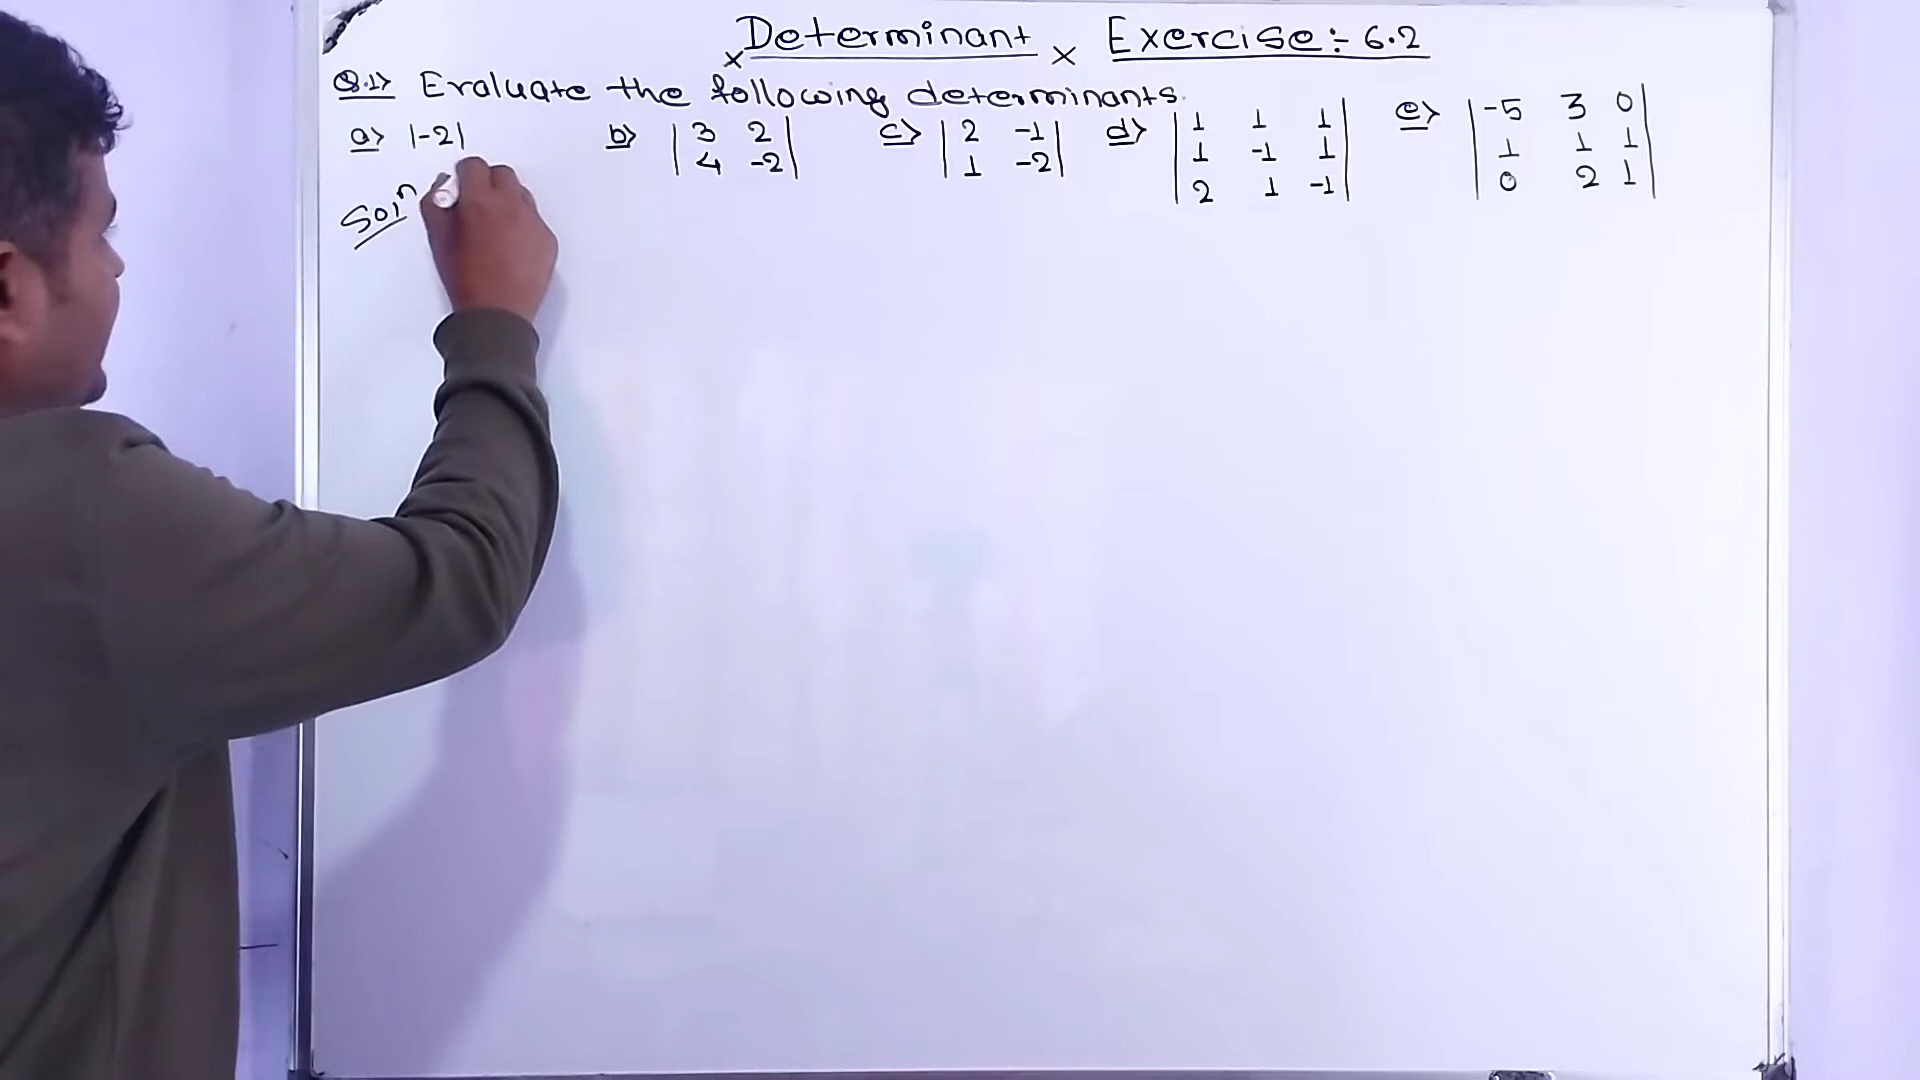 Determinant Exercise:- 6.2
Q.1> Evaluate the following determinants.
a> |-2| b> | 3 2 | c> | 2 -1 | d> | 1 1 1 | e> | -5 3 0 |
| 4 -2 | | 1 -2 | | 1 -1 1 | | 1 1 1 |
| 2 1 -1 | | 0 2 1 |
Solⁿ